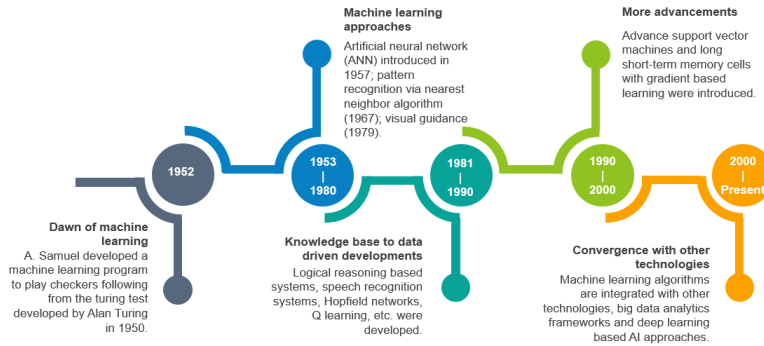 Machine learning
approaches
Artificial neural network
(ANN) introduced in
1957; pattern
recognition via nearest
neighbor algorithm
(1967); visual guidance
(1979).
More advancements
Advance support vector
machines and long
short-term memory cells
with gradient based
learning were introduced.
1952
1953
|
1980
1981
|
1990
1990
|
2000
2000
|
Present
Dawn of machine
learning
A. Samuel developed a
machine learning program
to play checkers following
from the turing test
developed by Alan Turing
in 1950.
Knowledge base to data
driven developments
Logical reasoning based
systems, speech recognition
systems, Hopfield networks,
Q learning, etc. were
developed.
Convergence with other
technologies
Machine learning algorithms
are integrated with other
technologies, big data analytics
frameworks and deep learning
based AI approaches.